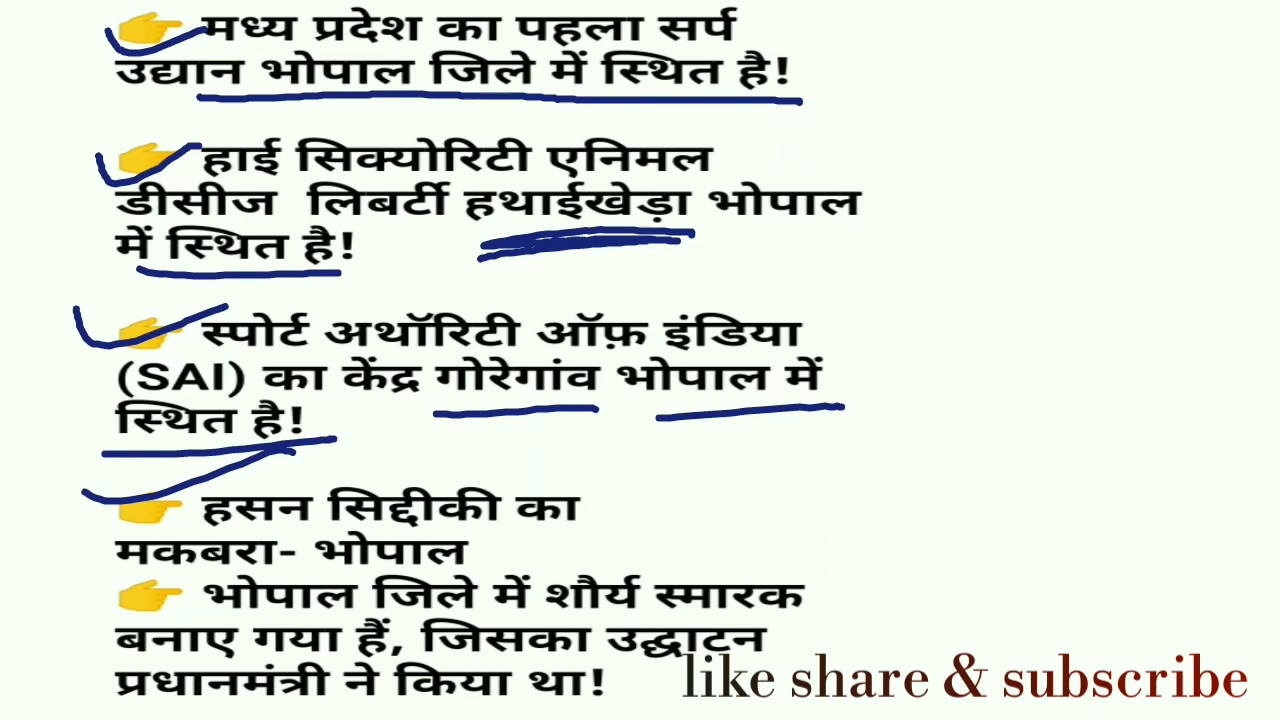 👉 मध्य प्रदेश का पहला सर्प
उद्यान भोपाल जिले में स्थित है!
👉 हाई सिक्योरिटी एनिमल
डीसीज लिबर्टी हथाईखेड़ा भोपाल
में स्थित है!
👉 स्पोर्ट अथॉरिटी ऑफ़ इंडिया
(SAI) का केंद्र गोरेगांव भोपाल में
स्थित है!
👉 हसन सिद्दीकी का
मकबरा- भोपाल
👉 भोपाल जिले में शौर्य स्मारक
बनाए गया हैं, जिसका उद्घाटन
प्रधानमंत्री ने किया था!
like share & subscribe